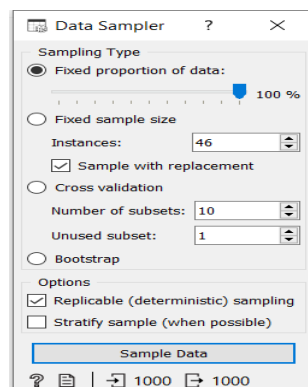 Data Sampler ?
Sampling Type
Fixed proportion of data:
100 %
Fixed sample size
Instances: 46
Sample with replacement
Cross validation
Number of subsets: 10
Unused subset: 1
Bootstrap
Options
Replicable (deterministic) sampling
Stratify sample (when possible)
Sample Data
? 1000 1000